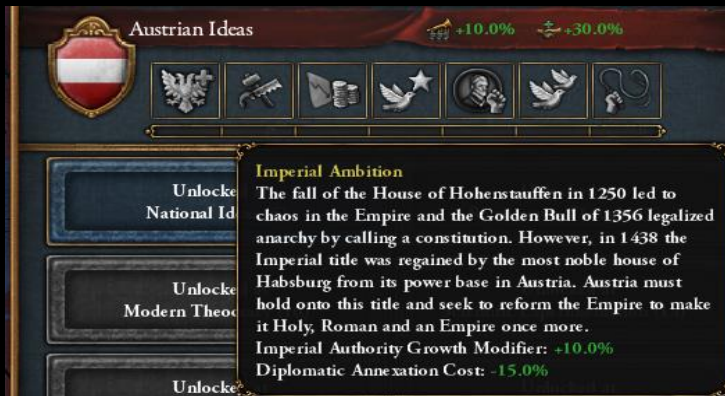 Austrian Ideas
+10.0% +30.0%
Imperial Ambition
The fall of the House of Hohenstauffen in 1250 led to
chaos in the Empire and the Golden Bull of 1356 legalized
anarchy by calling a constitution. However, in 1438 the
Imperial title was regained by the most noble house of
Habsburg from its power base in Austria. Austria must
hold onto this title and seek to reform the Empire to make
it Holy, Roman and an Empire once more.
Imperial Authority Growth Modifier: +10.0%
Diplomatic Annexation Cost: -15.0%
Unlocke
National Id
Unlocke
Modern Theoc
Unlocke